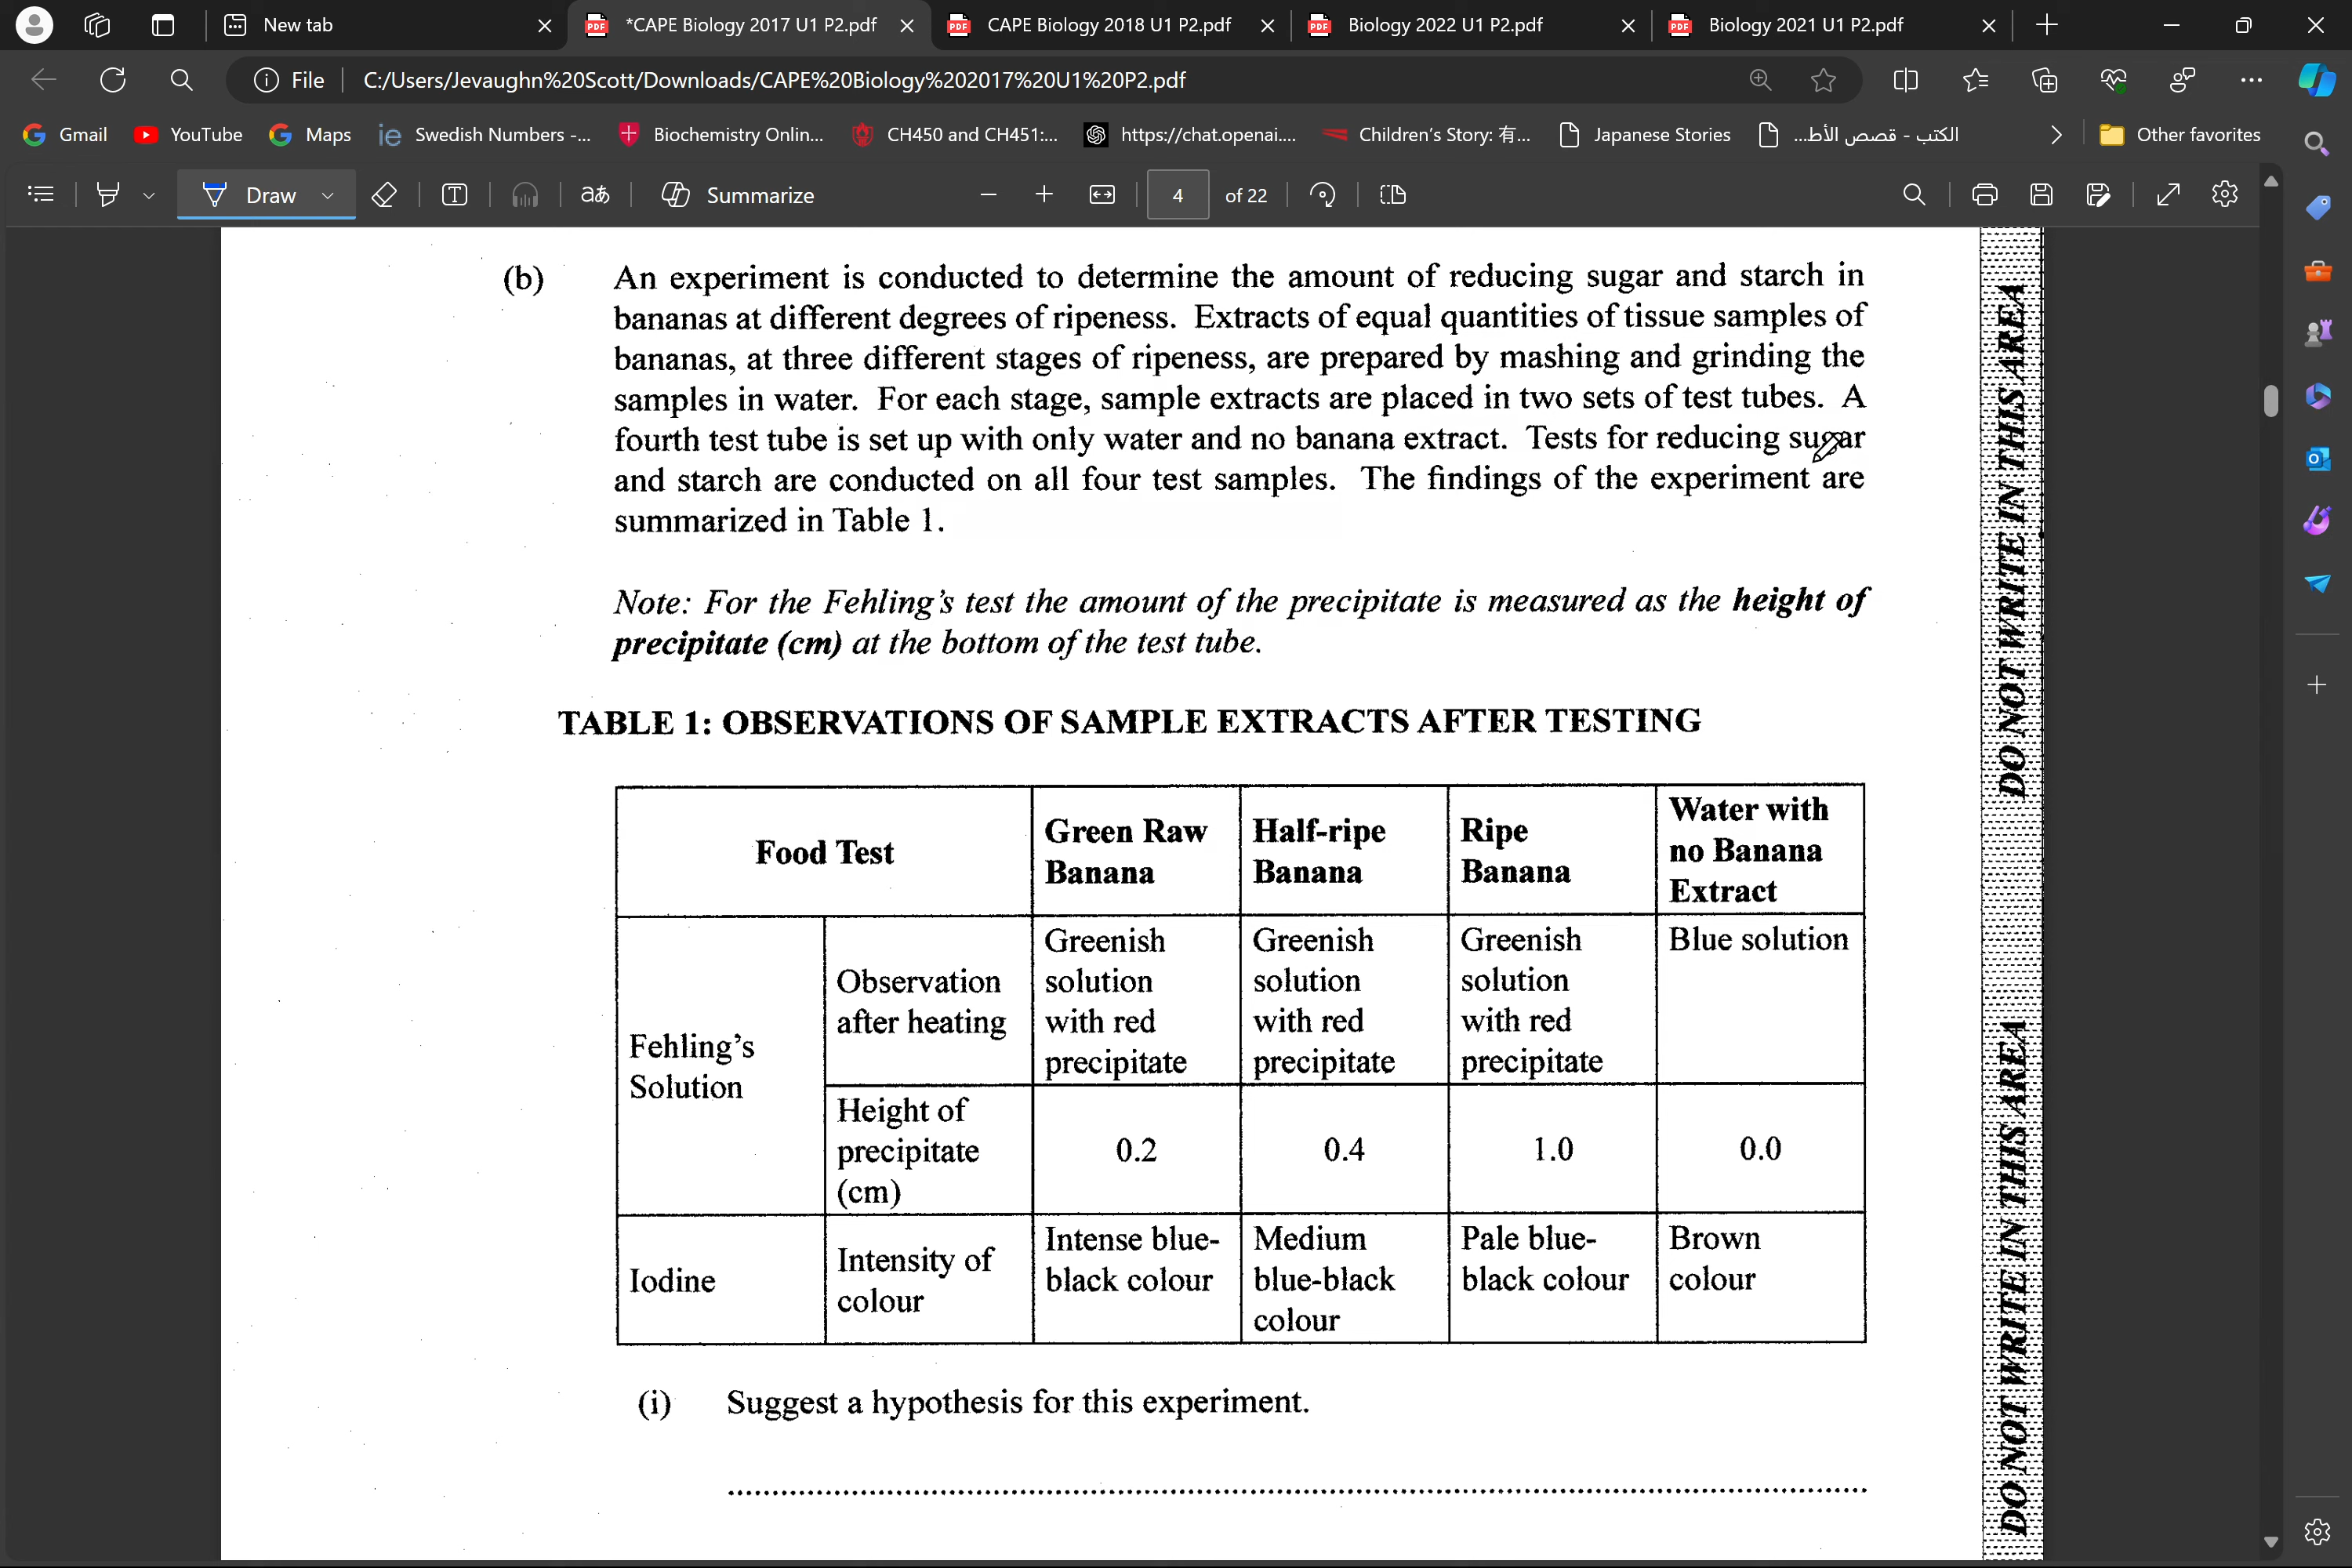 New tab
*CAPE Biology 2017 U1 P2.pdf
CAPE Biology 2018 U1 P2.pdf
Biology 2022 U1 P2.pdf
Biology 2021 U1 P2.pdf
File
C:/Users/Jevaughn%20Scott/Downloads/CAPE%20Biology%202017%20U1%20P2.pdf
Gmail
YouTube
Maps
Swedish Numbers -...
Biochemistry Onlin...
CH450 and CH451:...
https://chat.openai....
Children's Story: 有...
Japanese Stories
الكتب - قصص الأط...
Other favorites
Draw
aあ
Summarize
4
of 22
(b)
An experiment is conducted to determine the amount of reducing sugar and starch in
bananas at different degrees of ripeness. Extracts of equal quantities of tissue samples of
bananas, at three different stages of ripeness, are prepared by mashing and grinding the
samples in water. For each stage, sample extracts are placed in two sets of test tubes. A
fourth test tube is set up with only water and no banana extract. Tests for reducing sugar
and starch are conducted on all four test samples. The findings of the experiment are
summarized in Table 1.
Note: For the Fehling's test the amount of the precipitate is measured as the height of
precipitate (cm) at the bottom of the test tube.
TABLE 1: OBSERVATIONS OF SAMPLE EXTRACTS AFTER TESTING
Food Test
Green Raw
Banana
Half-ripe
Banana
Ripe
Banana
Water with
no Banana
Extract
Fehling's
Solution
Observation
after heating
Greenish
solution
with red
precipitate
Greenish
solution
with red
precipitate
Greenish
solution
with red
precipitate
Blue solution
Height of
precipitate
(cm)
0.2
0.4
1.0
0.0
Iodine
Intensity of
colour
Intense blue-
black colour
Medium
blue-black
colour
Pale blue-
black colour
Brown
colour
(i)
Suggest a hypothesis for this experiment.
DO NOT WRITE IN THIS AREA
DO NOT WRITE IN THIS AREA